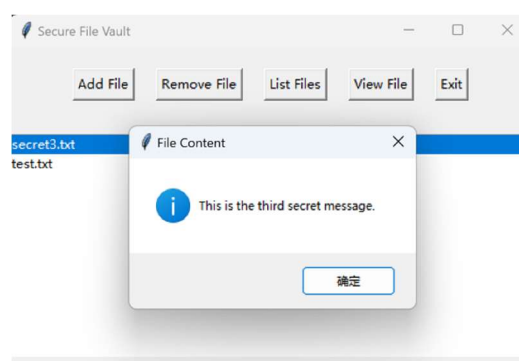 Secure File Vault
Add File Remove File List Files View File Exit
secret3.txt
test.txt
File Content
This is the third secret message.
确定